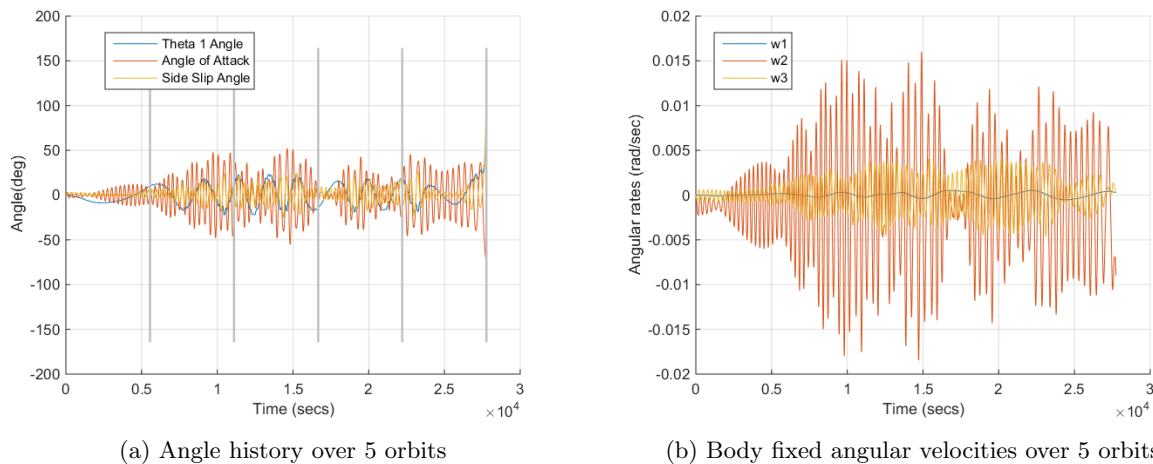 200
150
100
50
0
-50
-100
-150
-200
Angle(deg)
Theta 1 Angle
Angle of Attack
Side Slip Angle
0 0.5 1 1.5 2 2.5 3
Time (secs)
× 10^4
(a) Angle history over 5 orbits
0.02
0.015
0.01
0.005
0
-0.005
-0.01
-0.015
-0.02
Angular rates (rad/sec)
w1
w2
w3
0 0.5 1 1.5 2 2.5 3
Time (secs)
× 10^4
(b) Body fixed angular velocities over 5 orbits